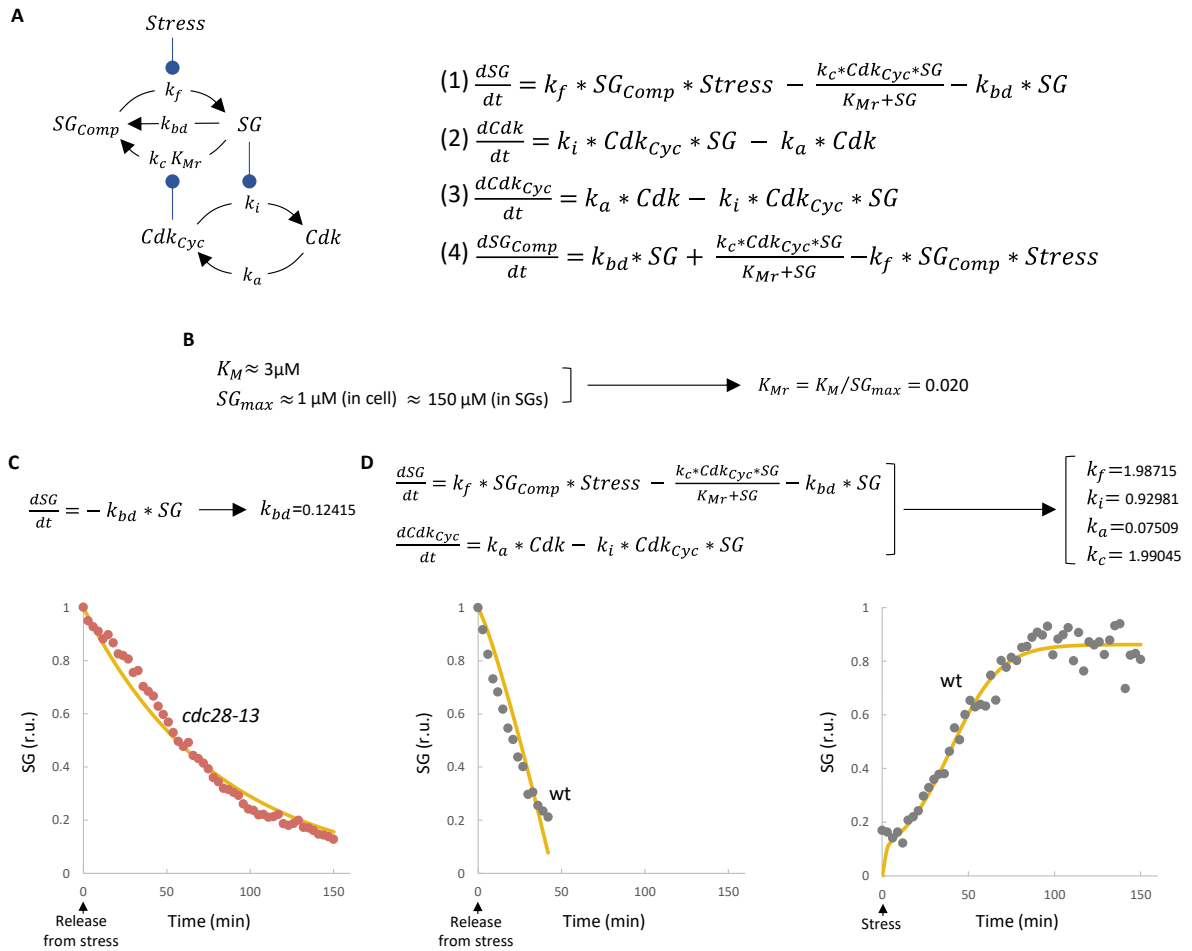 A
Stress
k_f
SG_Comp k_bd SG
k_c K_Mr
k_i
Cdk_Cyc Cdk
k_a
(1) dSG/dt = k_f * SG_Comp * Stress − k_c*Cdk_Cyc*SG/K_Mr+SG − k_bd * SG
(2) dCdk/dt = k_i * Cdk_Cyc * SG − k_a * Cdk
(3) dCdk_Cyc/dt = k_a * Cdk − k_i * Cdk_Cyc * SG
(4) dSG_Comp/dt = k_bd * SG + k_c*Cdk_Cyc*SG/K_Mr+SG −k_f * SG_Comp * Stress
B
K_M ≈ 3μM
SG_max ≈ 1 μM (in cell) ≈ 150 μM (in SGs)
K_Mr = K_M/SG_max = 0.020
C
dSG/dt = − k_bd * SG
k_bd=0.12415
D
dSG/dt = k_f * SG_Comp * Stress − k_c*Cdk_Cyc*SG/K_Mr+SG − k_bd * SG
dCdk_Cyc/dt = k_a * Cdk − k_i * Cdk_Cyc * SG
k_f=1.98715
k_i=0.92981
k_a=0.07509
k_c=1.99045
SG (r.u.)
1
0.8
0.6
0.4
0.2
0
cdc28-13
0 50 100 150
Release
from stress
Time (min)
SG (r.u.)
1
0.8
0.6
0.4
0.2
0
wt
0 50 100 150
Release
from stress
Time (min)
SG (r.u.)
1
0.8
0.6
0.4
0.2
0
wt
0 50 100 150
Stress
Time (min)